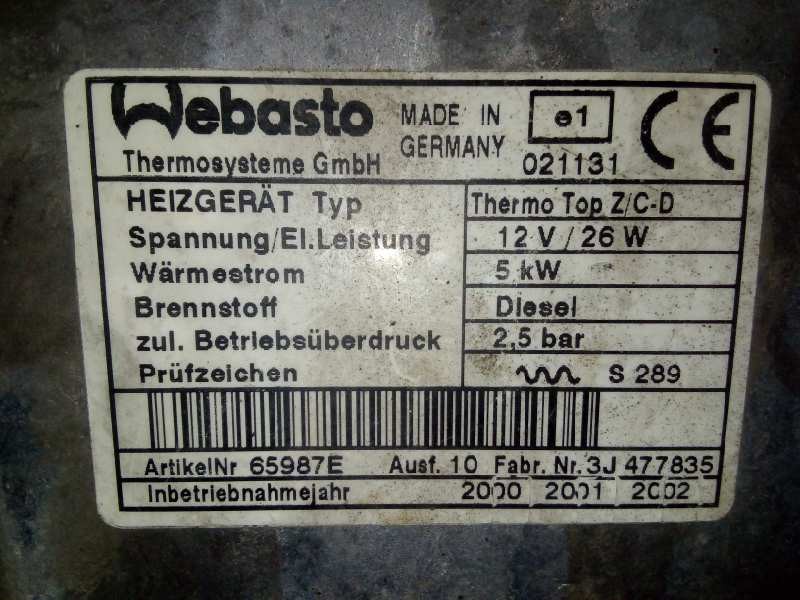 Webasto
MADE IN
GERMANY
e1
021131
CE
Thermosysteme GmbH
HEIZGERÄT Typ Thermo Top Z/C-D
Spannung/El.Leistung 12 V / 26 W
Wärmestrom 5 kW
Brennstoff Diesel
zul. Betriebsüberdruck 2,5 bar
Prüfzeichen S 289
ArtikelNr 65987E Ausf. 10 Fabr. Nr. 3J 477835
Inbetriebnahmejahr 2000 2001 2002